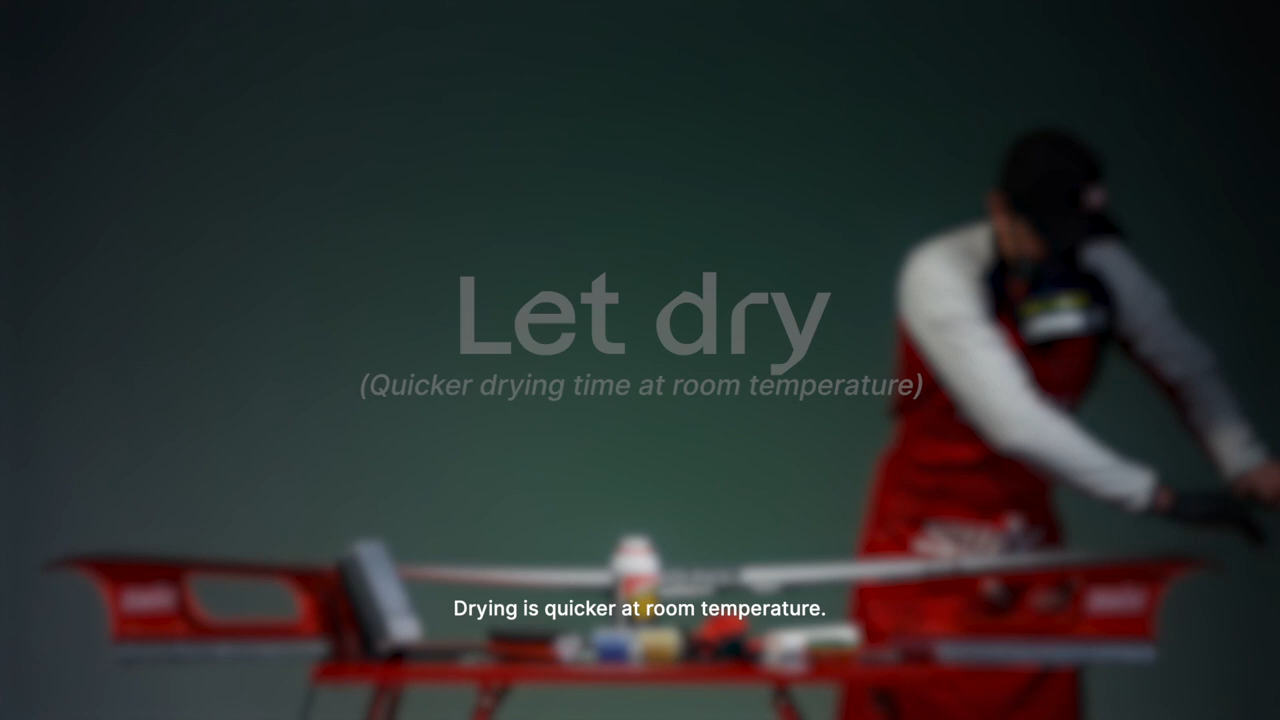 Let dry
(Quicker drying time at room temperature)
Drying is quicker at room temperature.